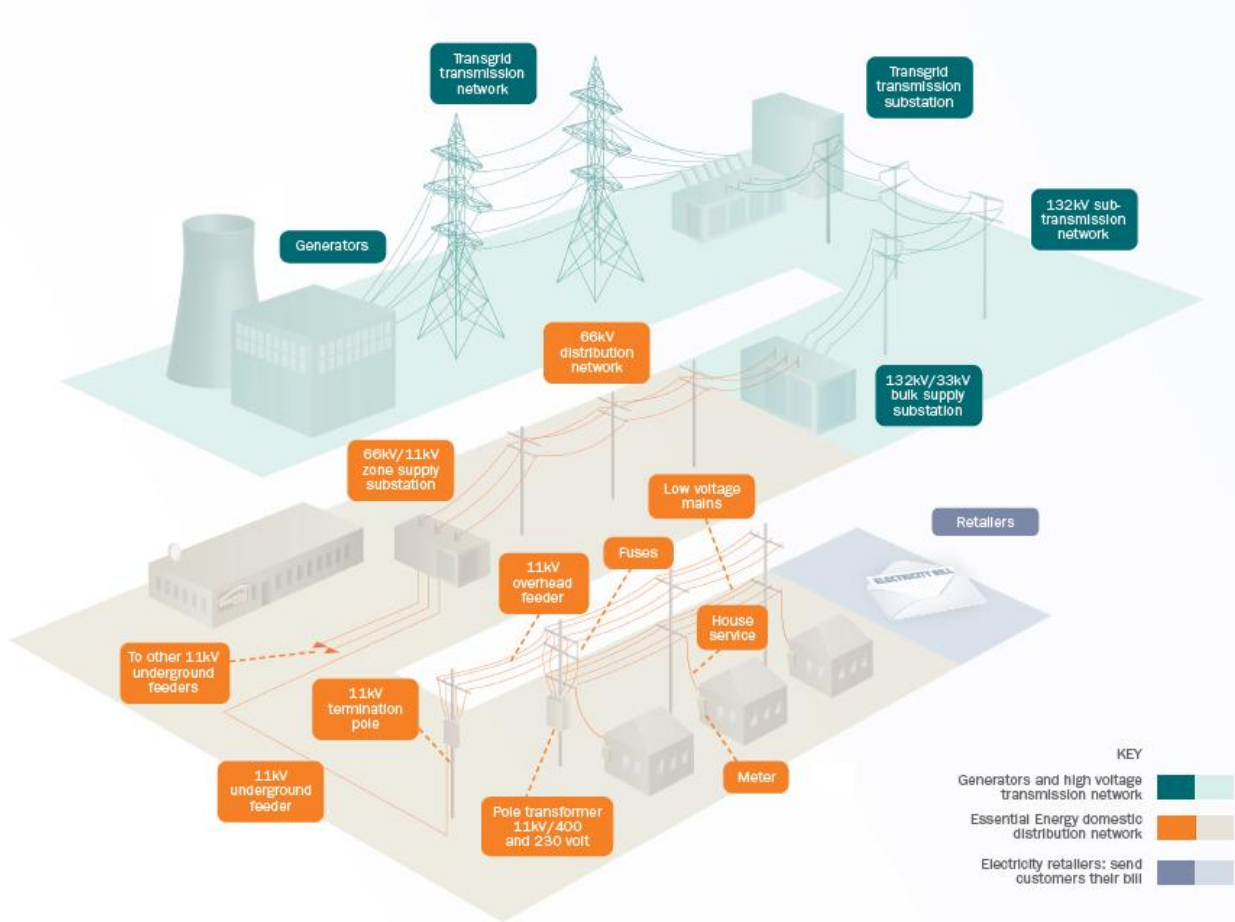 Transgrid
transmission
network
Transgrid
transmission
substation
Generators
132kV sub-
transmission
network
66kV
distribution
network
132kV/33kV
bulk supply
substation
66kV/11kV
zone supply
substation
Low voltage
mains
Retailers
ELECTRICITY BILL
11kV
overhead
feeder
Fuses
House
service
To other 11kV
underground
feeders
11kV
termination
pole
11kV
underground
feeder
Pole transformer
11kV/400
and 230 volt
Meter
KEY
Generators and high voltage
transmission network
Essential Energy domestic
distribution network
Electricity retailers: send
customers their bill